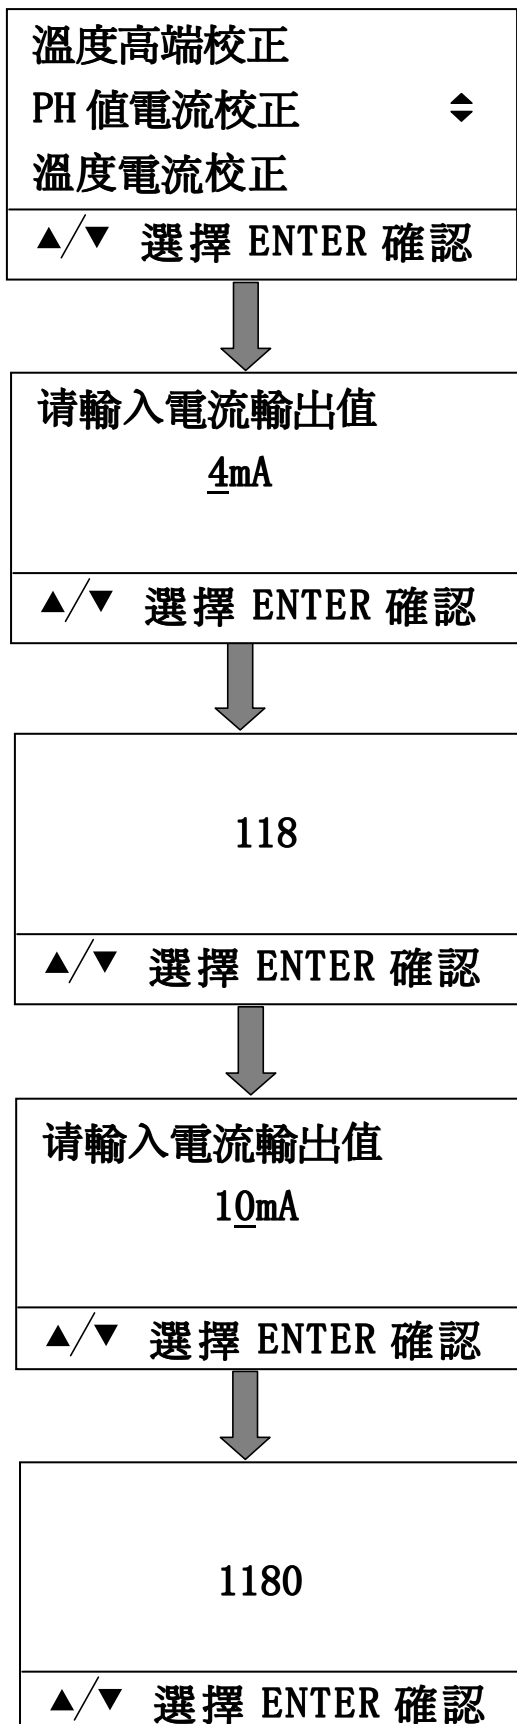 溫度高端校正
PH 値電流校正
溫度電流校正
▲/▼ 選擇 ENTER 確認
请輸入電流輸出值
4mA
▲/▼ 選擇 ENTER 確認
118
▲/▼ 選擇 ENTER 確認
请輸入電流輸出值
10mA
▲/▼ 選擇 ENTER 確認
1180
▲/▼ 選擇 ENTER 確認